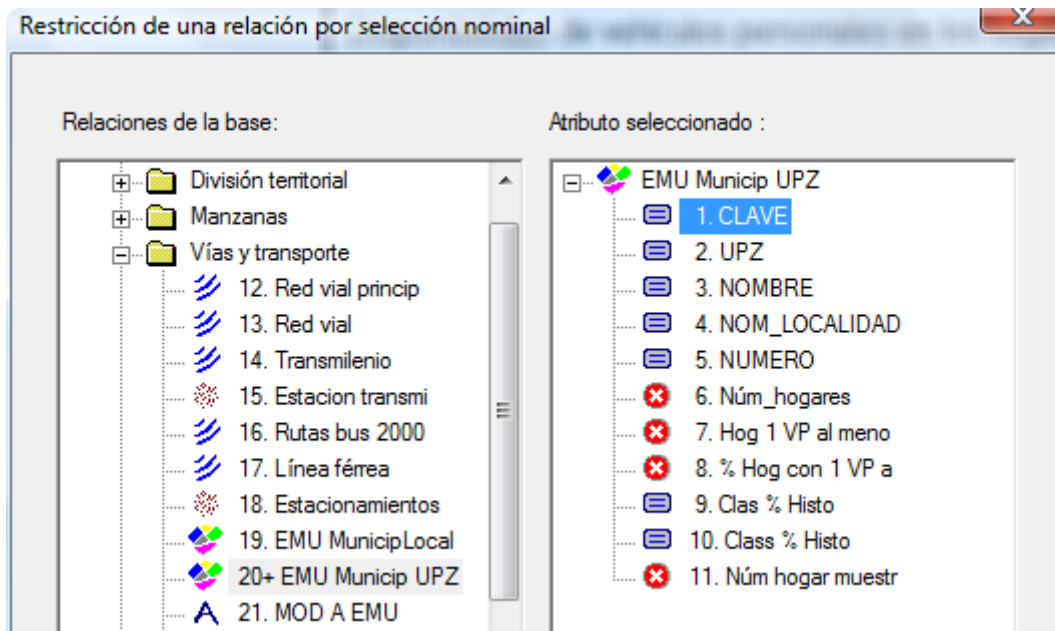 Restricción de una relación por selección nominal
Relaciones de la base:
División territorial
Manzanas
Vías y transporte
12. Red vial princip
13. Red vial
14. Transmilenio
15. Estacion transmi
16. Rutas bus 2000
17. Línea férrea
18. Estacionamientos
19. EMU MunicipLocal
20+ EMU Municip UPZ
21. MOD A EMU
Atributo seleccionado :
EMU Municip UPZ
1. CLAVE
2. UPZ
3. NOMBRE
4. NOM_LOCALIDAD
5. NUMERO
6. Núm_hogares
7. Hog 1 VP al meno
8. % Hog con 1 VP a
9. Clas % Histo
10. Class % Histo
11. Núm hogar muestr